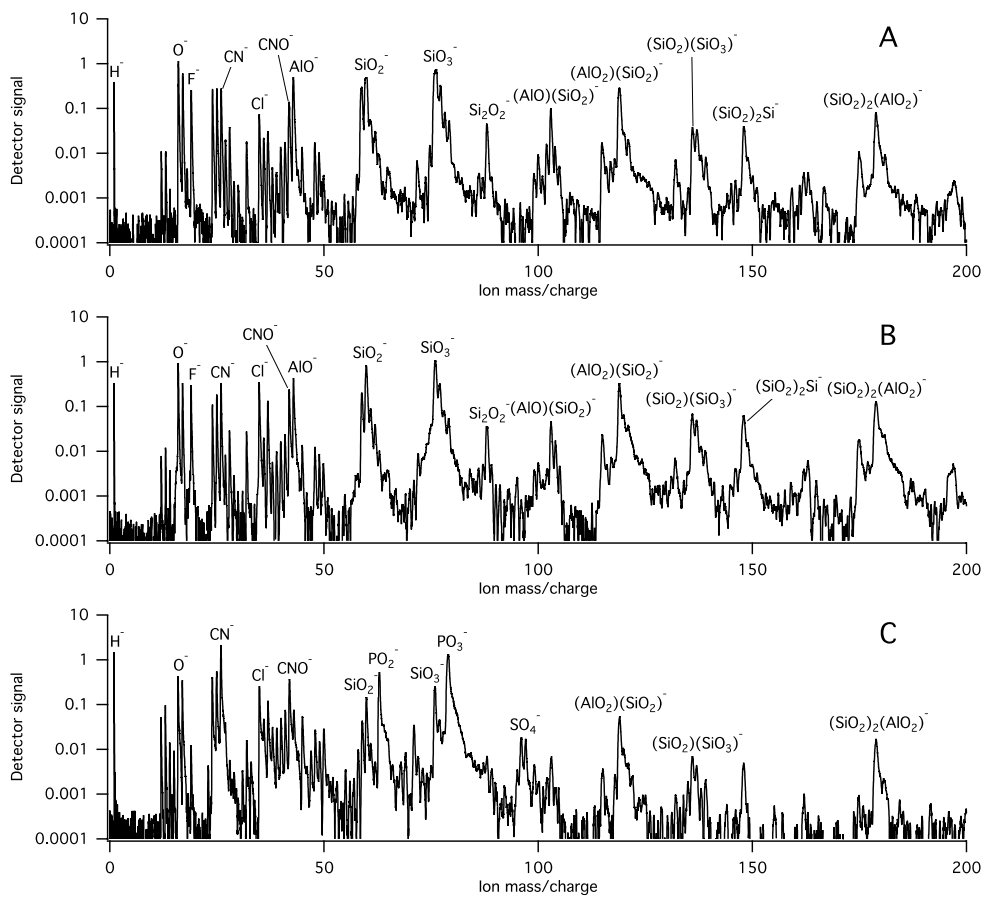 A
10
1
0.1
0.01
0.001
0.0001
Detector signal
H⁻
O⁻
F⁻
CN⁻
Cl⁻
CNO⁻
AlO⁻
SiO₂⁻
SiO₃⁻
Si₂O₂⁻
(AlO)(SiO₂)⁻
(AlO₂)(SiO₂)⁻
(SiO₂)(SiO₃)⁻
(SiO₂)₂Si⁻
(SiO₂)₂(AlO₂)⁻
0 50 100 150 200
Ion mass/charge
B
10
1
0.1
0.01
0.001
0.0001
Detector signal
H⁻
O⁻
F⁻
CN⁻
Cl⁻
CNO⁻
AlO⁻
SiO₂⁻
SiO₃⁻
Si₂O₂⁻
(AlO)(SiO₂)⁻
(AlO₂)(SiO₂)⁻
(SiO₂)(SiO₃)⁻
(SiO₂)₂Si⁻
(SiO₂)₂(AlO₂)⁻
0 50 100 150 200
Ion mass/charge
C
10
1
0.1
0.01
0.001
0.0001
Detector signal
H⁻
O⁻
CN⁻
Cl⁻
CNO⁻
SiO₂⁻
PO₂⁻
SiO₃⁻
PO₃⁻
SO₄⁻
(AlO₂)(SiO₂)⁻
(SiO₂)(SiO₃)⁻
(SiO₂)₂(AlO₂)⁻
0 50 100 150 200
Ion mass/charge